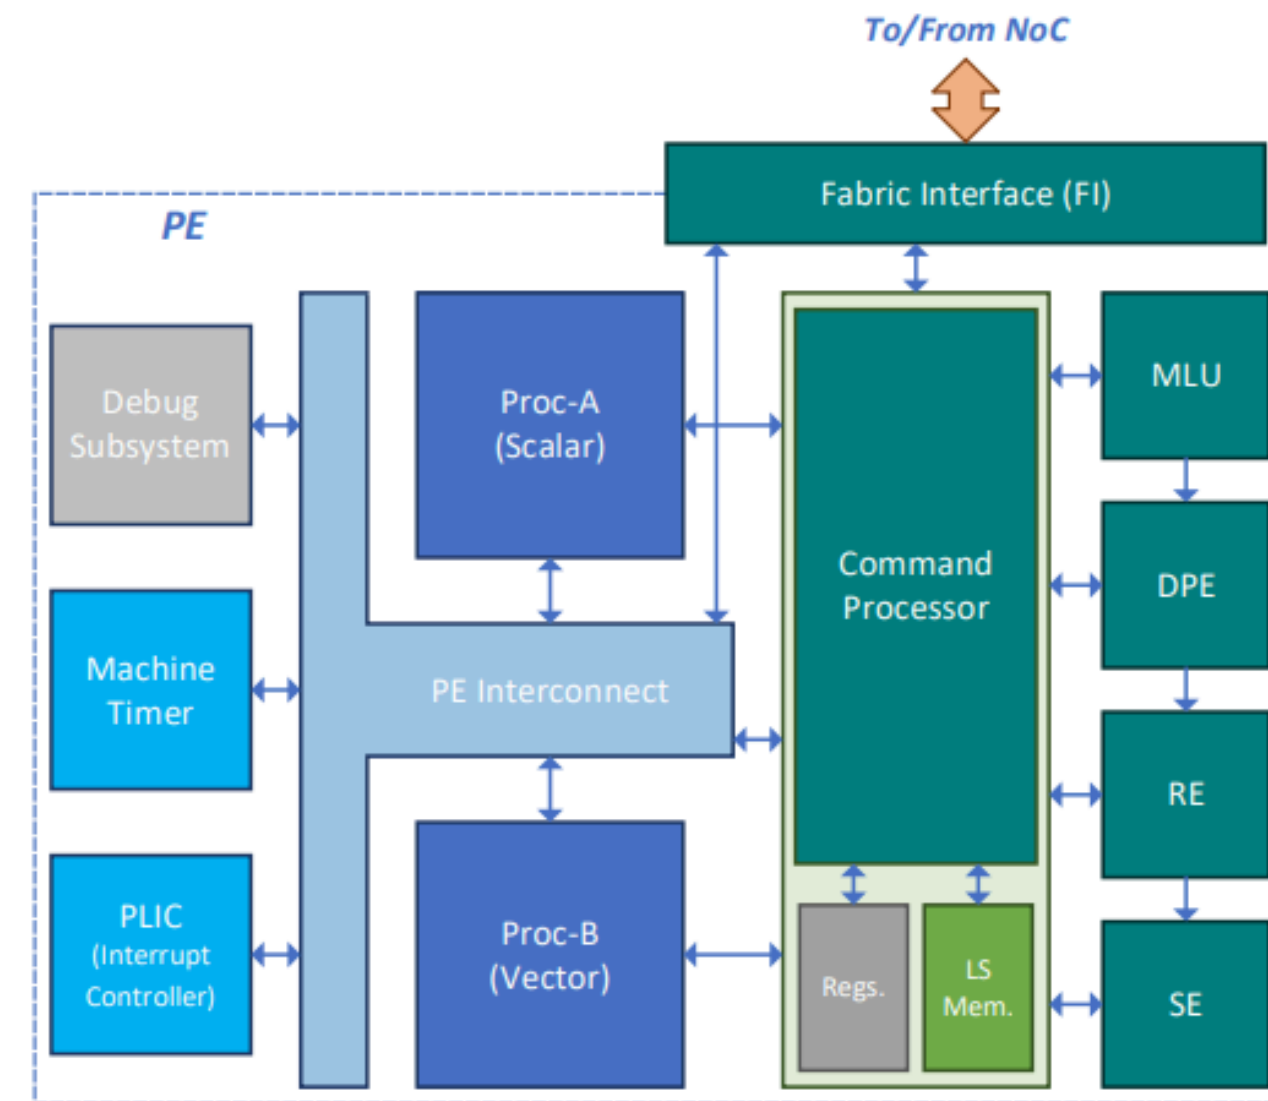 To/From NoC
Fabric Interface (FI)
PE
Debug
Subsystem
Proc-A
(Scalar)
MLU
Command
Processor
DPE
Machine
Timer
PE Interconnect
RE
PLIC
(Interrupt
Controller)
Proc-B
(Vector)
Regs.
LS
Mem.
SE